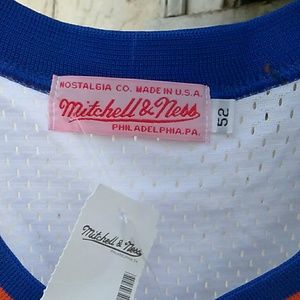 NOSTALGIA CO. MADE IN U.S.A.
Mitchell & Ness
PHILADELPHIA, PA.
52
Mitchell & Ness